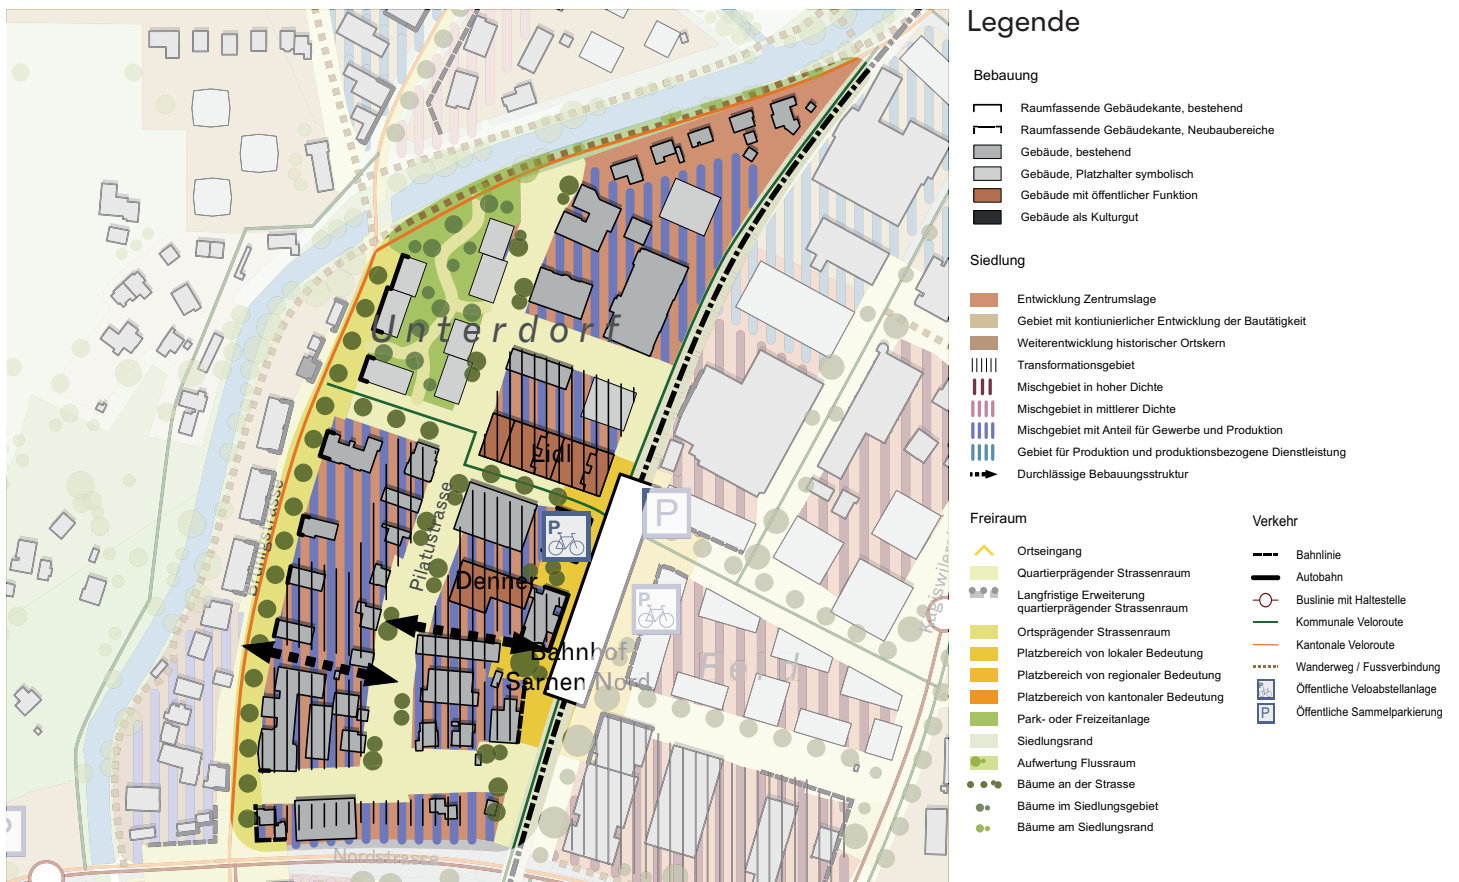 Unterdorf
Lidl
Pilatusstrasse
Brünigstrasse
P
P
Denner
P
Bahnhof
Sarnen Nord
Feld
Nordstrasse
P
Legende
Bebauung
Raumfassende Gebäudekante, bestehend
Raumfassende Gebäudekante, Neubaubereiche
Gebäude, bestehend
Gebäude, Platzhalter symbolisch
Gebäude mit öffentlicher Funktion
Gebäude als Kulturgut
Siedlung
Entwicklung Zentrumslage
Gebiet mit kontiunierlicher Entwicklung der Bautätigkeit
Weiterentwicklung historischer Ortskern
Transformationsgebiet
Mischgebiet in hoher Dichte
Mischgebiet in mittlerer Dichte
Mischgebiet mit Anteil für Gewerbe und Produktion
Gebiet für Produktion und produktionsbezogene Dienstleistung
Durchlässige Bebauungsstruktur
Freiraum
Ortseingang
Quartierprägender Strassenraum
Langfristige Erweiterung
quartierprägender Strassenraum
Ortsprägender Strassenraum
Platzbereich von lokaler Bedeutung
Platzbereich von regionaler Bedeutung
Platzbereich von kantonaler Bedeutung
Park- oder Freizeitanlage
Siedlungsrand
Aufwertung Flussraum
Bäume an der Strasse
Bäume im Siedlungsgebiet
Bäume am Siedlungsrand
Verkehr
Bahnlinie
Autobahn
Buslinie mit Haltestelle
Kommunale Veloroute
Kantonale Veloroute
Wanderweg / Fussverbindung
P
Öffentliche Veloabstellanlage
P
Öffentliche Sammelparkierung